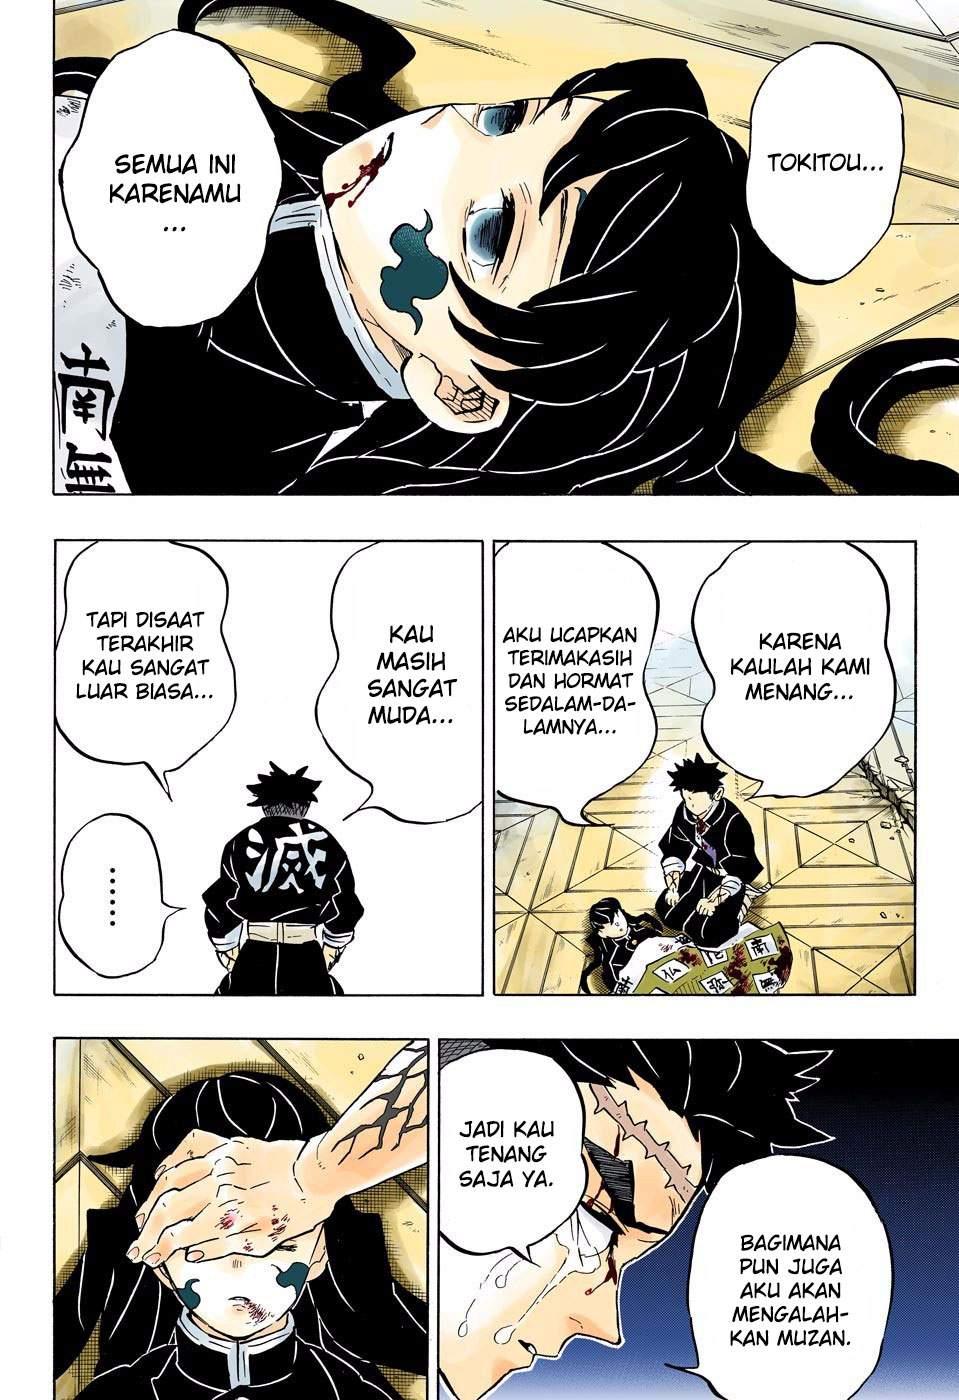 TOKITOU...
SEMUA INI
KARENAMU
...
KARENA
KAULAH KAMI
MENANG...
AKU UCAPKAN
TERIMAKASIH
DAN HORMAT
SEDALAM-DA-
LAMNYA...
KAU
MASIH
SANGAT
MUDA...
TAPI DISAAT
TERAKHIR
KAU SANGAT
LUAR BIASA...
......
滅
BAGIMANA
PUN JUGA
AKU AKAN
MENGALAH-
KAN MUZAN.
JADI KAU
TENANG
SAJA YA.